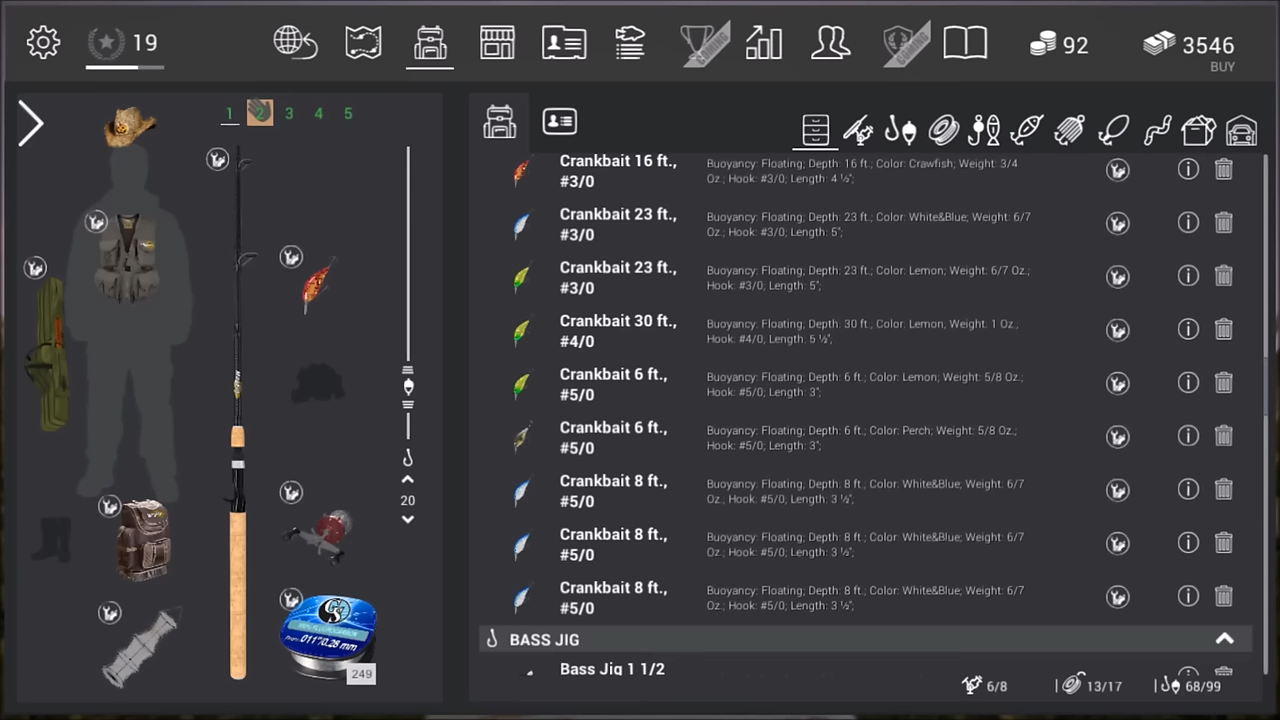 19
COMING
COMING
92
3546
BUY
1 2 3 4 5
20
.011"0.28 mm
249
Crankbait 16 ft.,
#3/0
Buoyancy: Floating; Depth: 16 ft.; Color: Crawfish; Weight: 3/4
Oz.; Hook: #3/0; Length: 4 ½";
Crankbait 23 ft.,
#3/0
Buoyancy: Floating; Depth: 23 ft.; Color: White&Blue; Weight: 6/7
Oz.; Hook: #3/0; Length: 5";
Crankbait 23 ft.,
#3/0
Buoyancy: Floating; Depth: 23 ft.; Color: Lemon; Weight: 6/7 Oz.;
Hook: #3/0; Length: 5";
Crankbait 30 ft.,
#4/0
Buoyancy: Floating; Depth: 30 ft.; Color: Lemon; Weight: 1 Oz.;
Hook: #4/0; Length: 5 ½";
Crankbait 6 ft.,
#5/0
Buoyancy: Floating; Depth: 6 ft.; Color: Lemon; Weight: 5/8 Oz.;
Hook: #5/0; Length: 3";
Crankbait 6 ft.,
#5/0
Buoyancy: Floating; Depth: 6 ft.; Color: Perch; Weight: 5/8 Oz.;
Hook: #5/0; Length: 3";
Crankbait 8 ft.,
#5/0
Buoyancy: Floating; Depth: 8 ft.; Color: White&Blue; Weight: 6/7
Oz.; Hook: #5/0; Length: 3 ½";
Crankbait 8 ft.,
#5/0
Buoyancy: Floating; Depth: 8 ft.; Color: White&Blue; Weight: 6/7
Oz.; Hook: #5/0; Length: 3 ½";
Crankbait 8 ft.,
#5/0
Buoyancy: Floating; Depth: 8 ft.; Color: White&Blue; Weight: 6/7
Oz.; Hook: #5/0; Length: 3 ½";
BASS JIG
Bass Jig 1 1/2
6/8
13/17
68/99